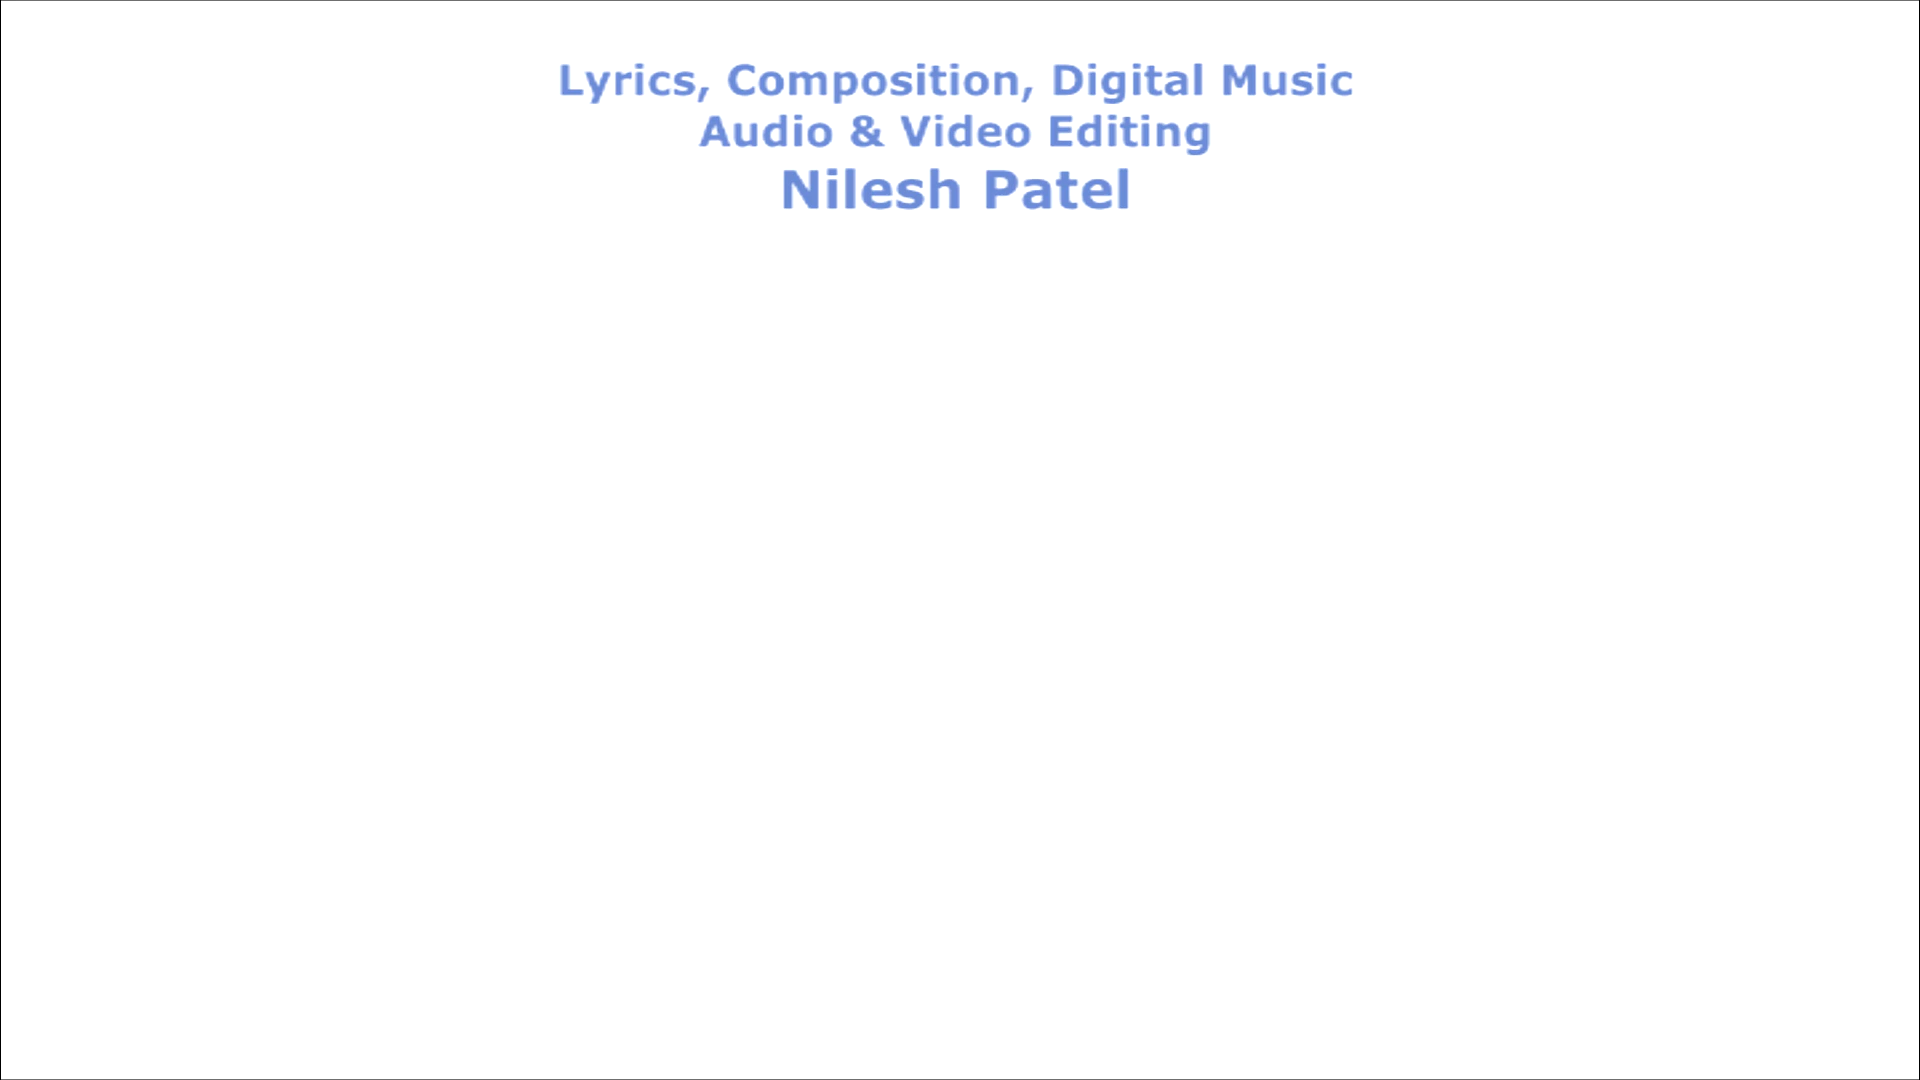 Lyrics, Composition, Digital Music
Audio & Video Editing
Nilesh Patel